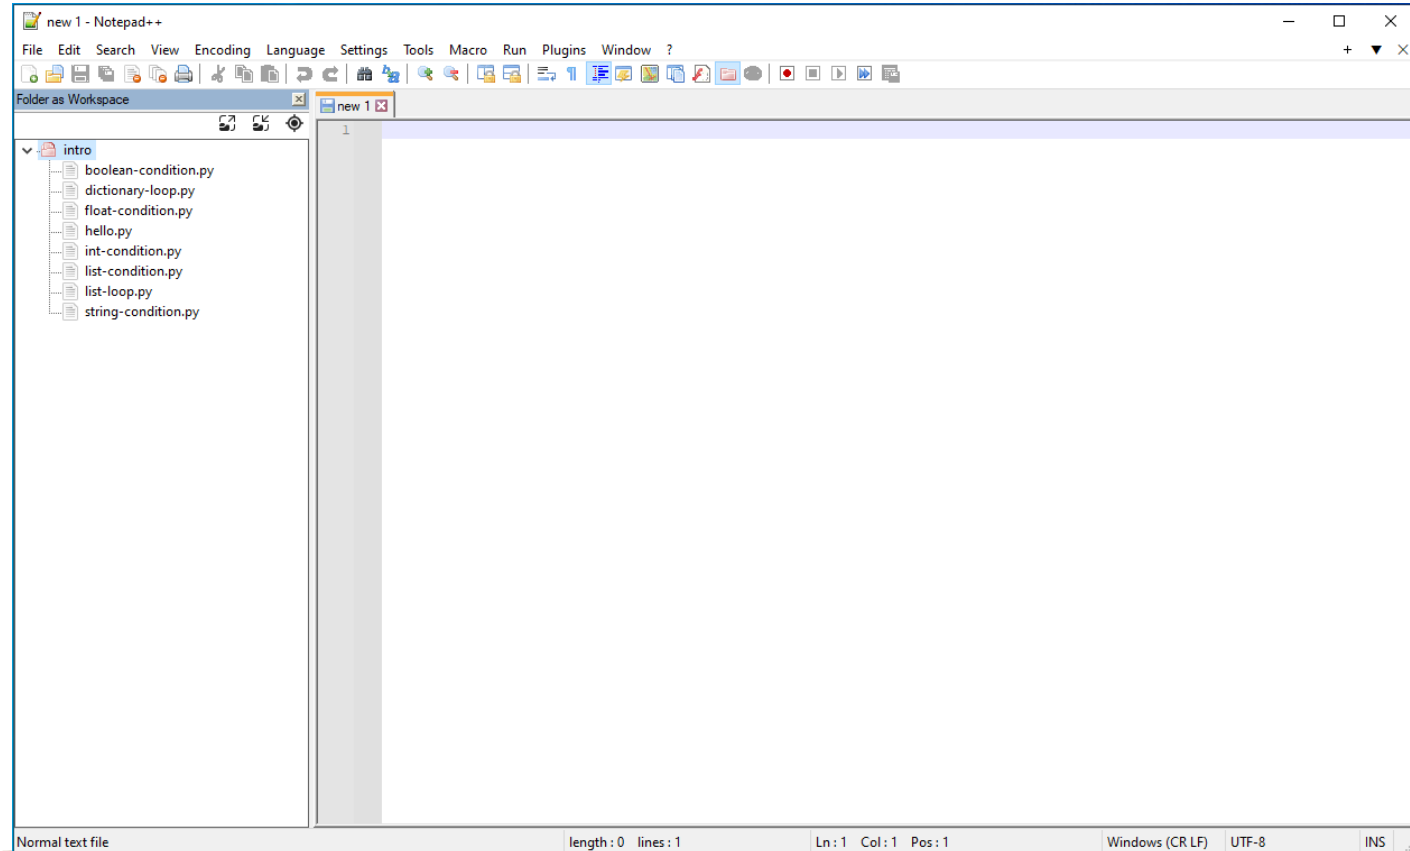 new 1 - Notepad++
File Edit Search View Encoding Language Settings Tools Macro Run Plugins Window ?
Folder as Workspace
new 1
1
intro
boolean-condition.py
dictionary-loop.py
float-condition.py
hello.py
int-condition.py
list-condition.py
list-loop.py
string-condition.py
Normal text file length : 0 lines : 1 Ln : 1 Col : 1 Pos : 1 Windows (CR LF) UTF-8 INS